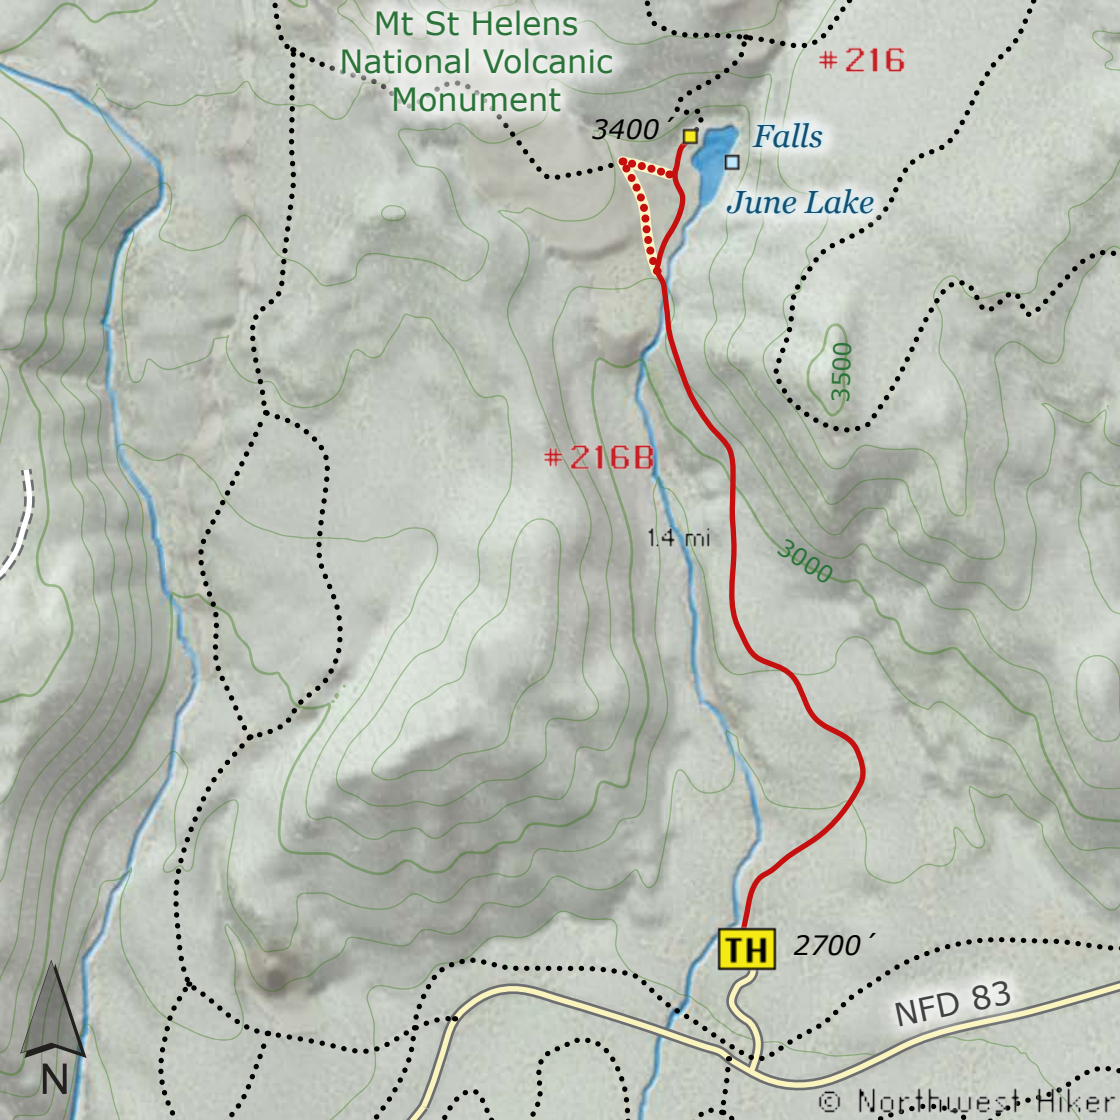 Mt St Helens
National Volcanic
Monument
# 216
3400 ´
Falls
June Lake
3500
# 216B
1.4 mi
3000
TH
2700 ´
NFD 83
N
© Northwest Hiker